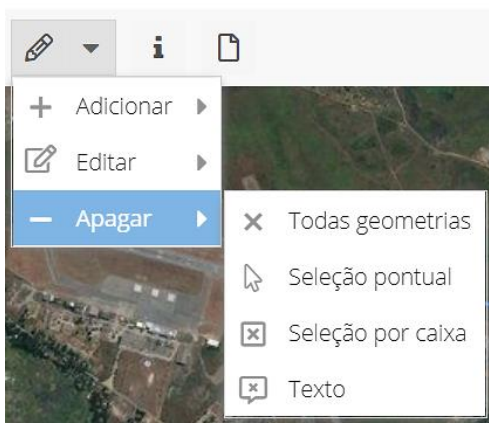 Adicionar
Editar
Apagar
Todas geometrias
Seleção pontual
Seleção por caixa
Texto